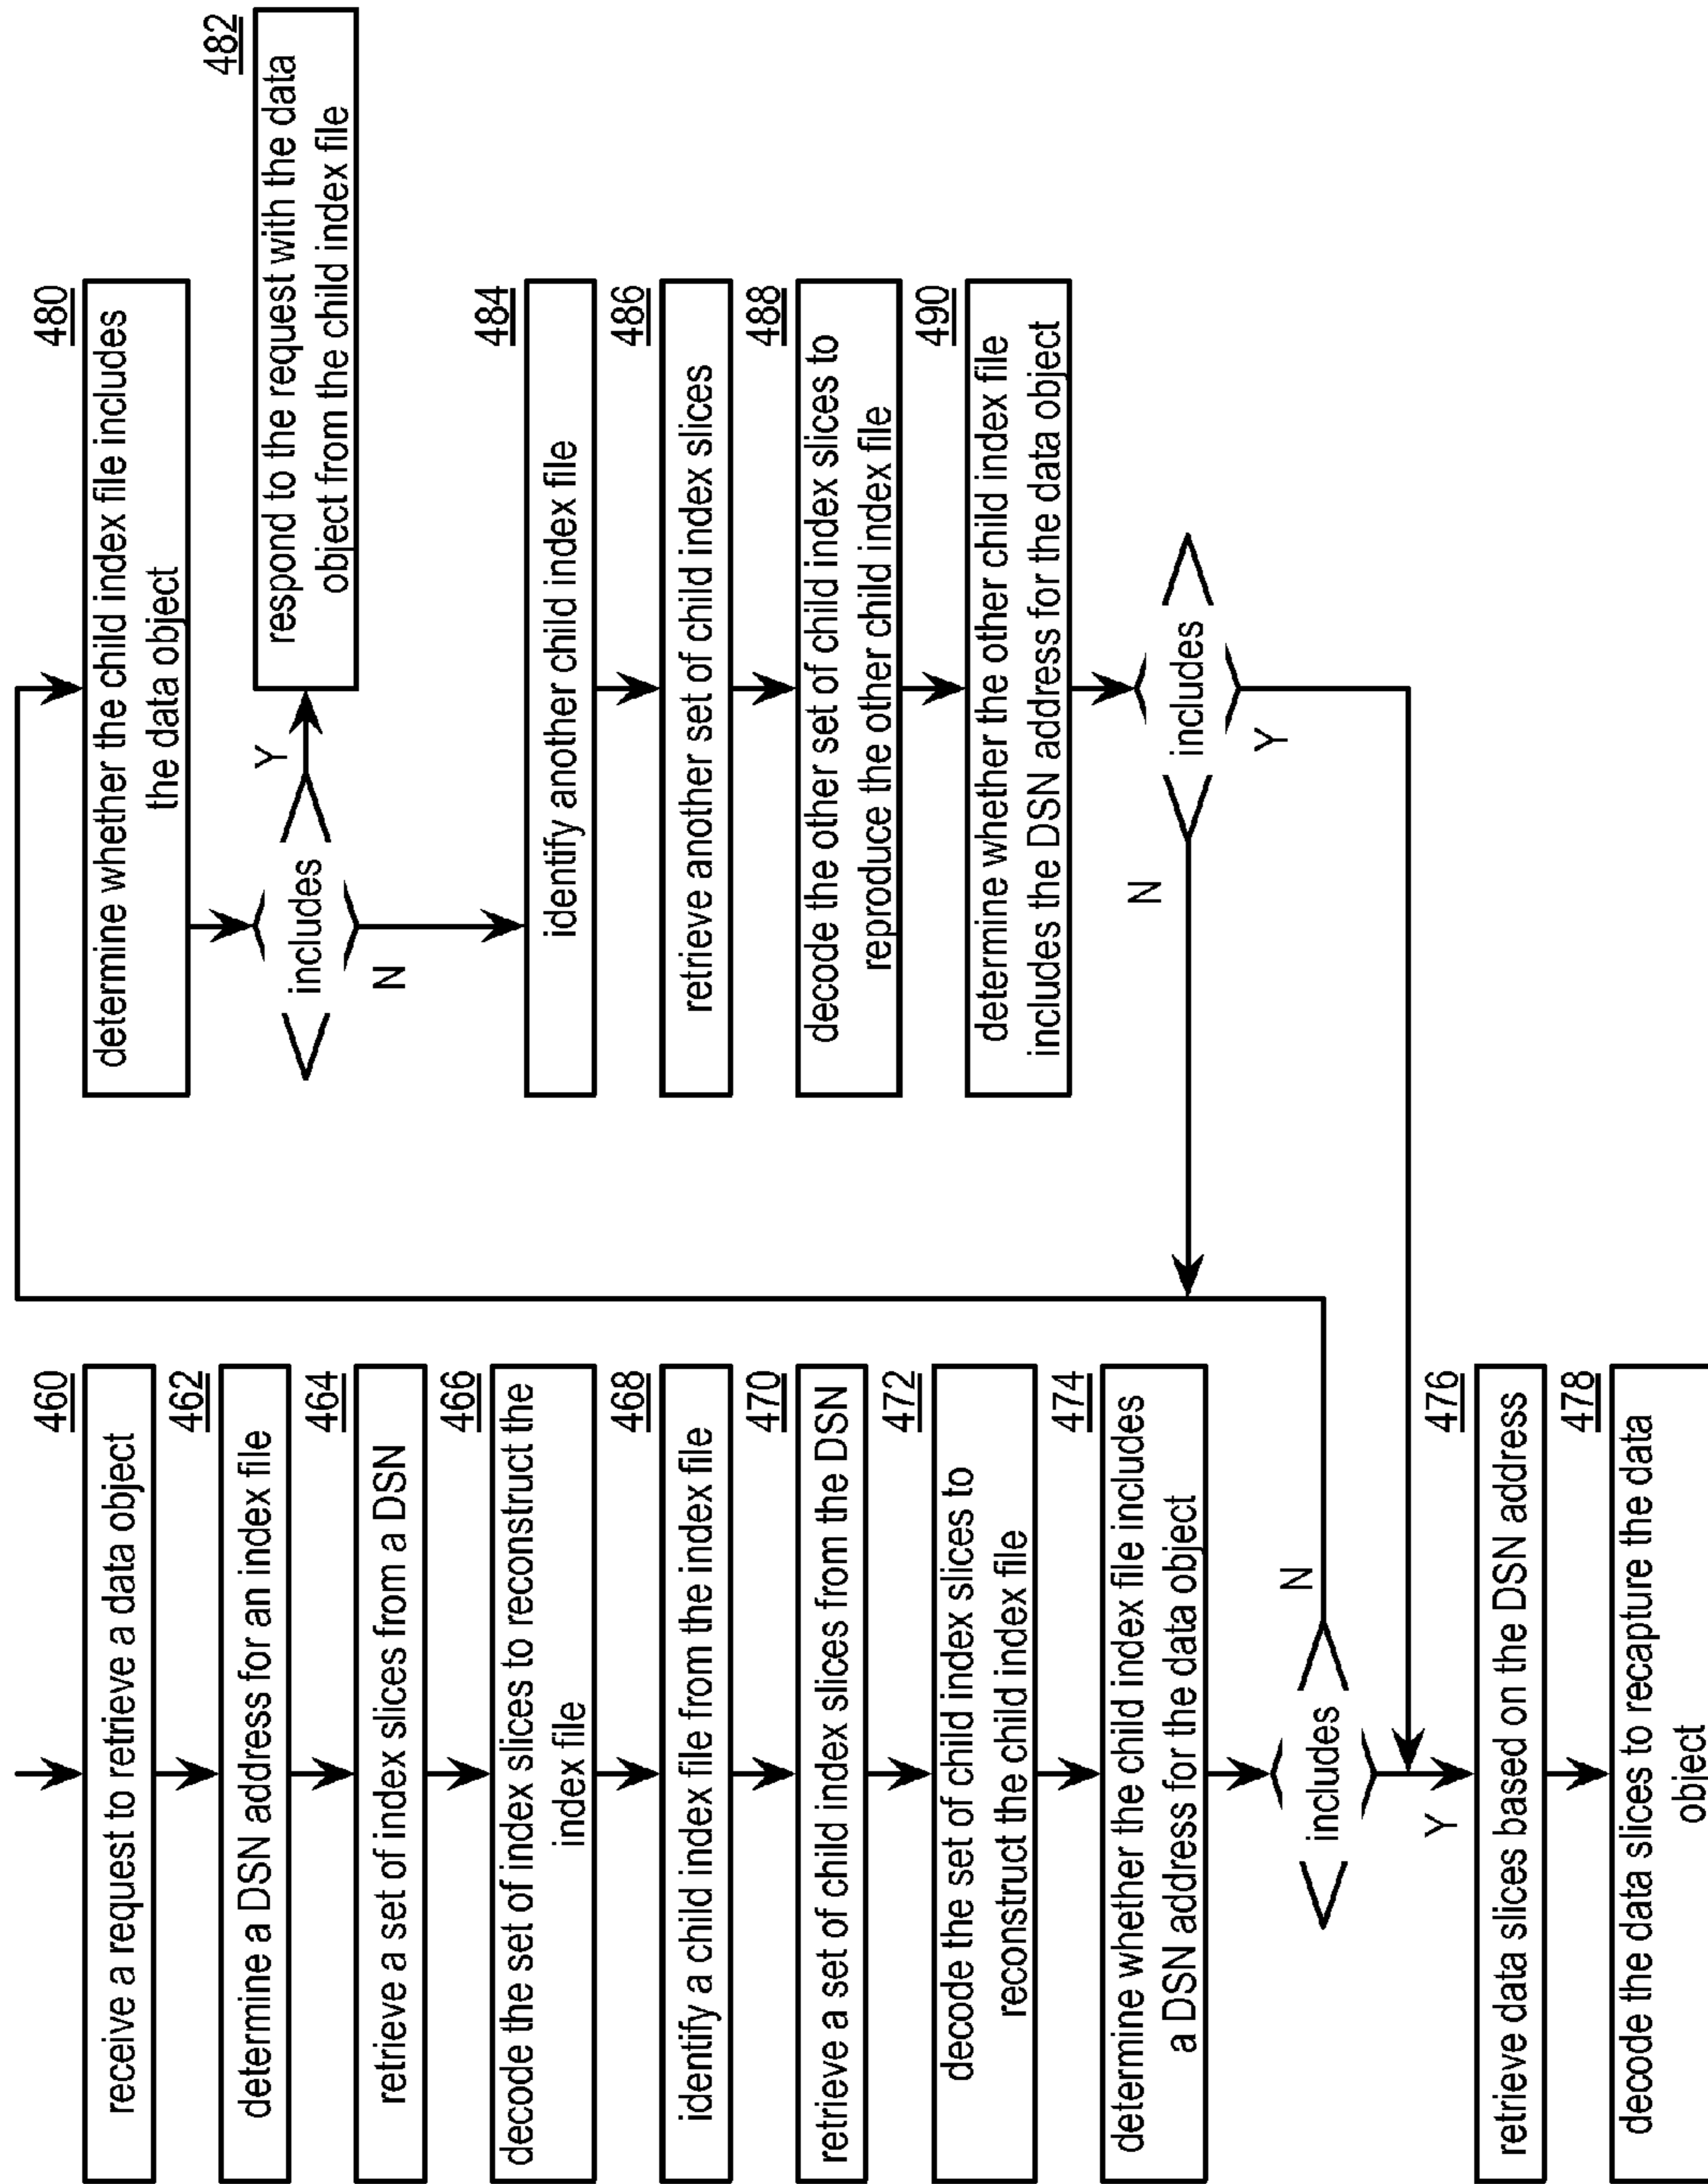 460
receive a request to retrieve a data object
462
determine a DSN address for an index file
464
retrieve a set of index slices from a DSN
466
decode the set of index slices to reconstruct the
index file
468
identify a child index file from the index file
470
retrieve a set of child index slices from the DSN
472
decode the set of child index slices to
reconstruct the child index file
474
determine whether the child index file includes
a DSN address for the data object
includes
N
Y
476
retrieve data slices based on the DSN address
478
decode the data slices to recapture the data
object
480
determine whether the child index file includes
the data object
includes
Y
N
482
respond to the request with the data
object from the child index file
484
identify another child index file
486
retrieve another set of child index slices
488
decode the other set of child index slices to
reproduce the other child index file
490
determine whether the other child index file
includes the DSN address for the data object
includes
N
Y